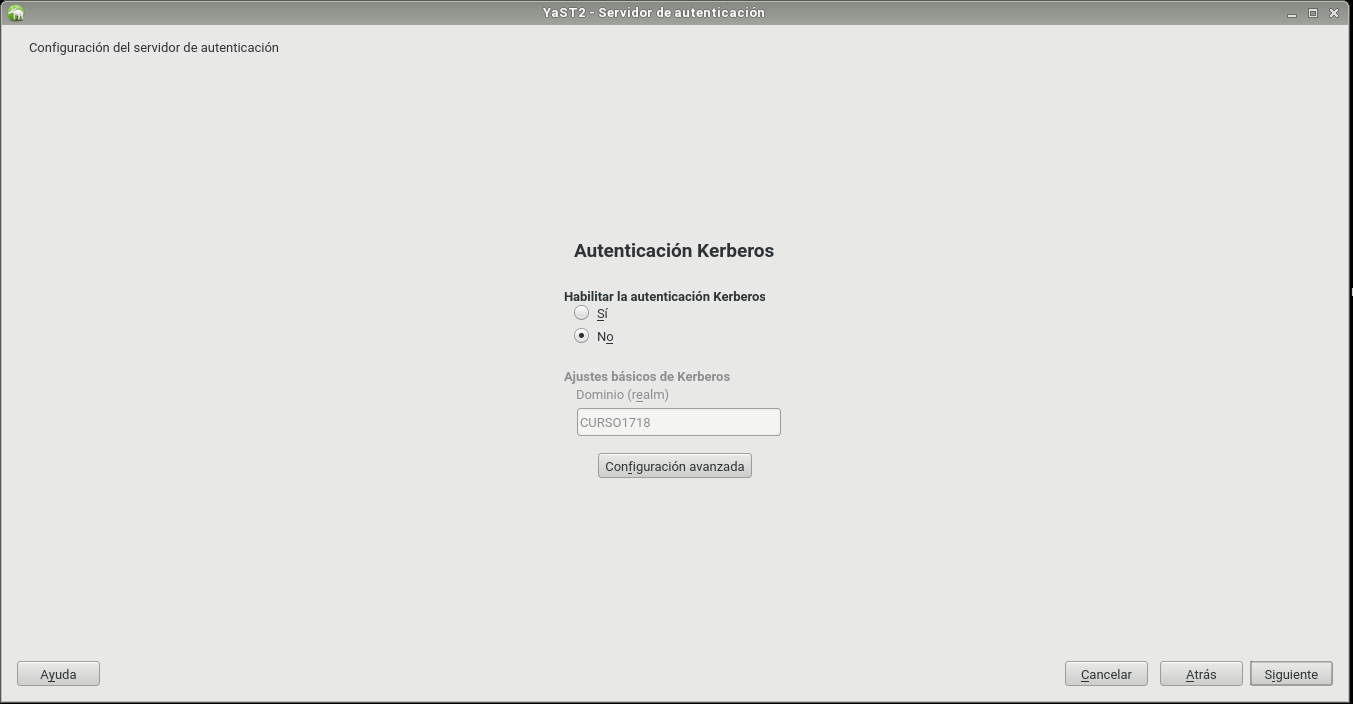 YaST2 - Servidor de autenticación
Configuración del servidor de autenticación
Autenticación Kerberos
Habilitar la autenticación Kerberos
Sí
No
Ajustes básicos de Kerberos
Dominio (realm)
CURSO1718
Configuración avanzada
Ayuda
Cancelar
Atrás
Siguiente